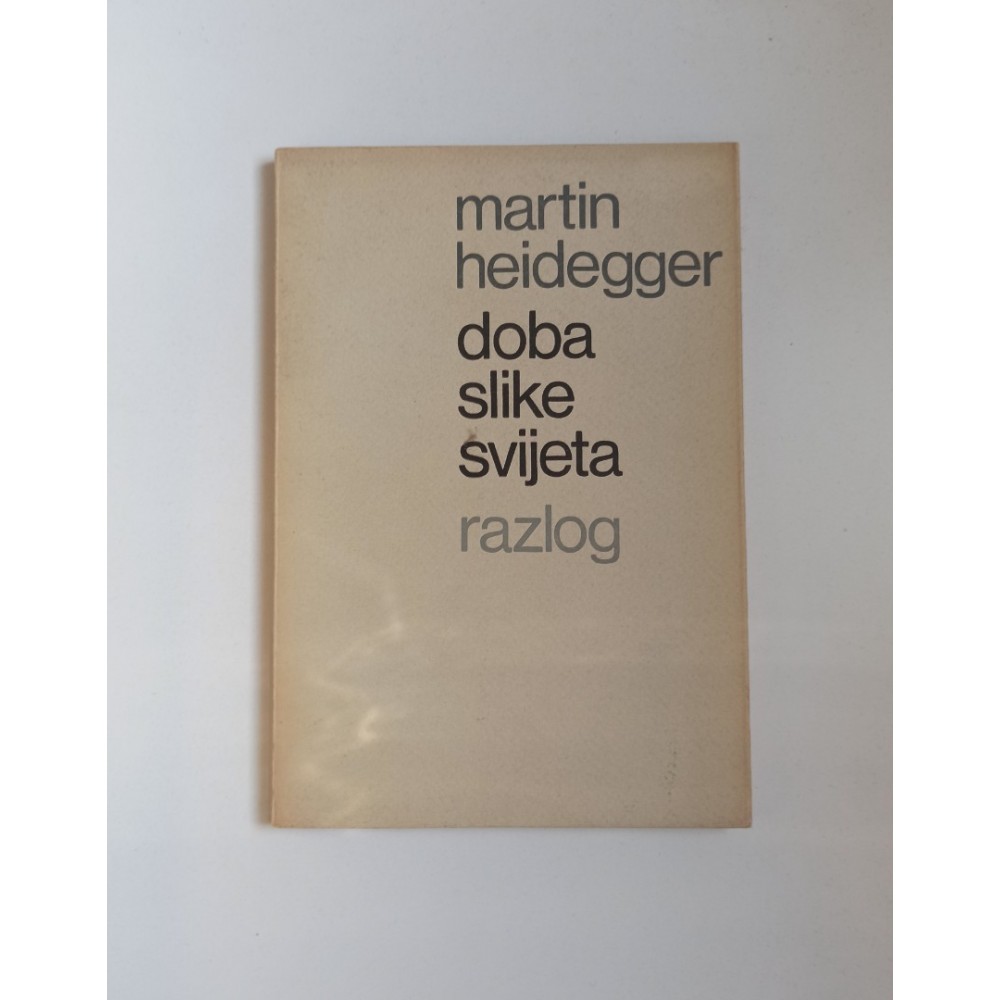 martin
heidegger
doba
slike
svijeta
razlog